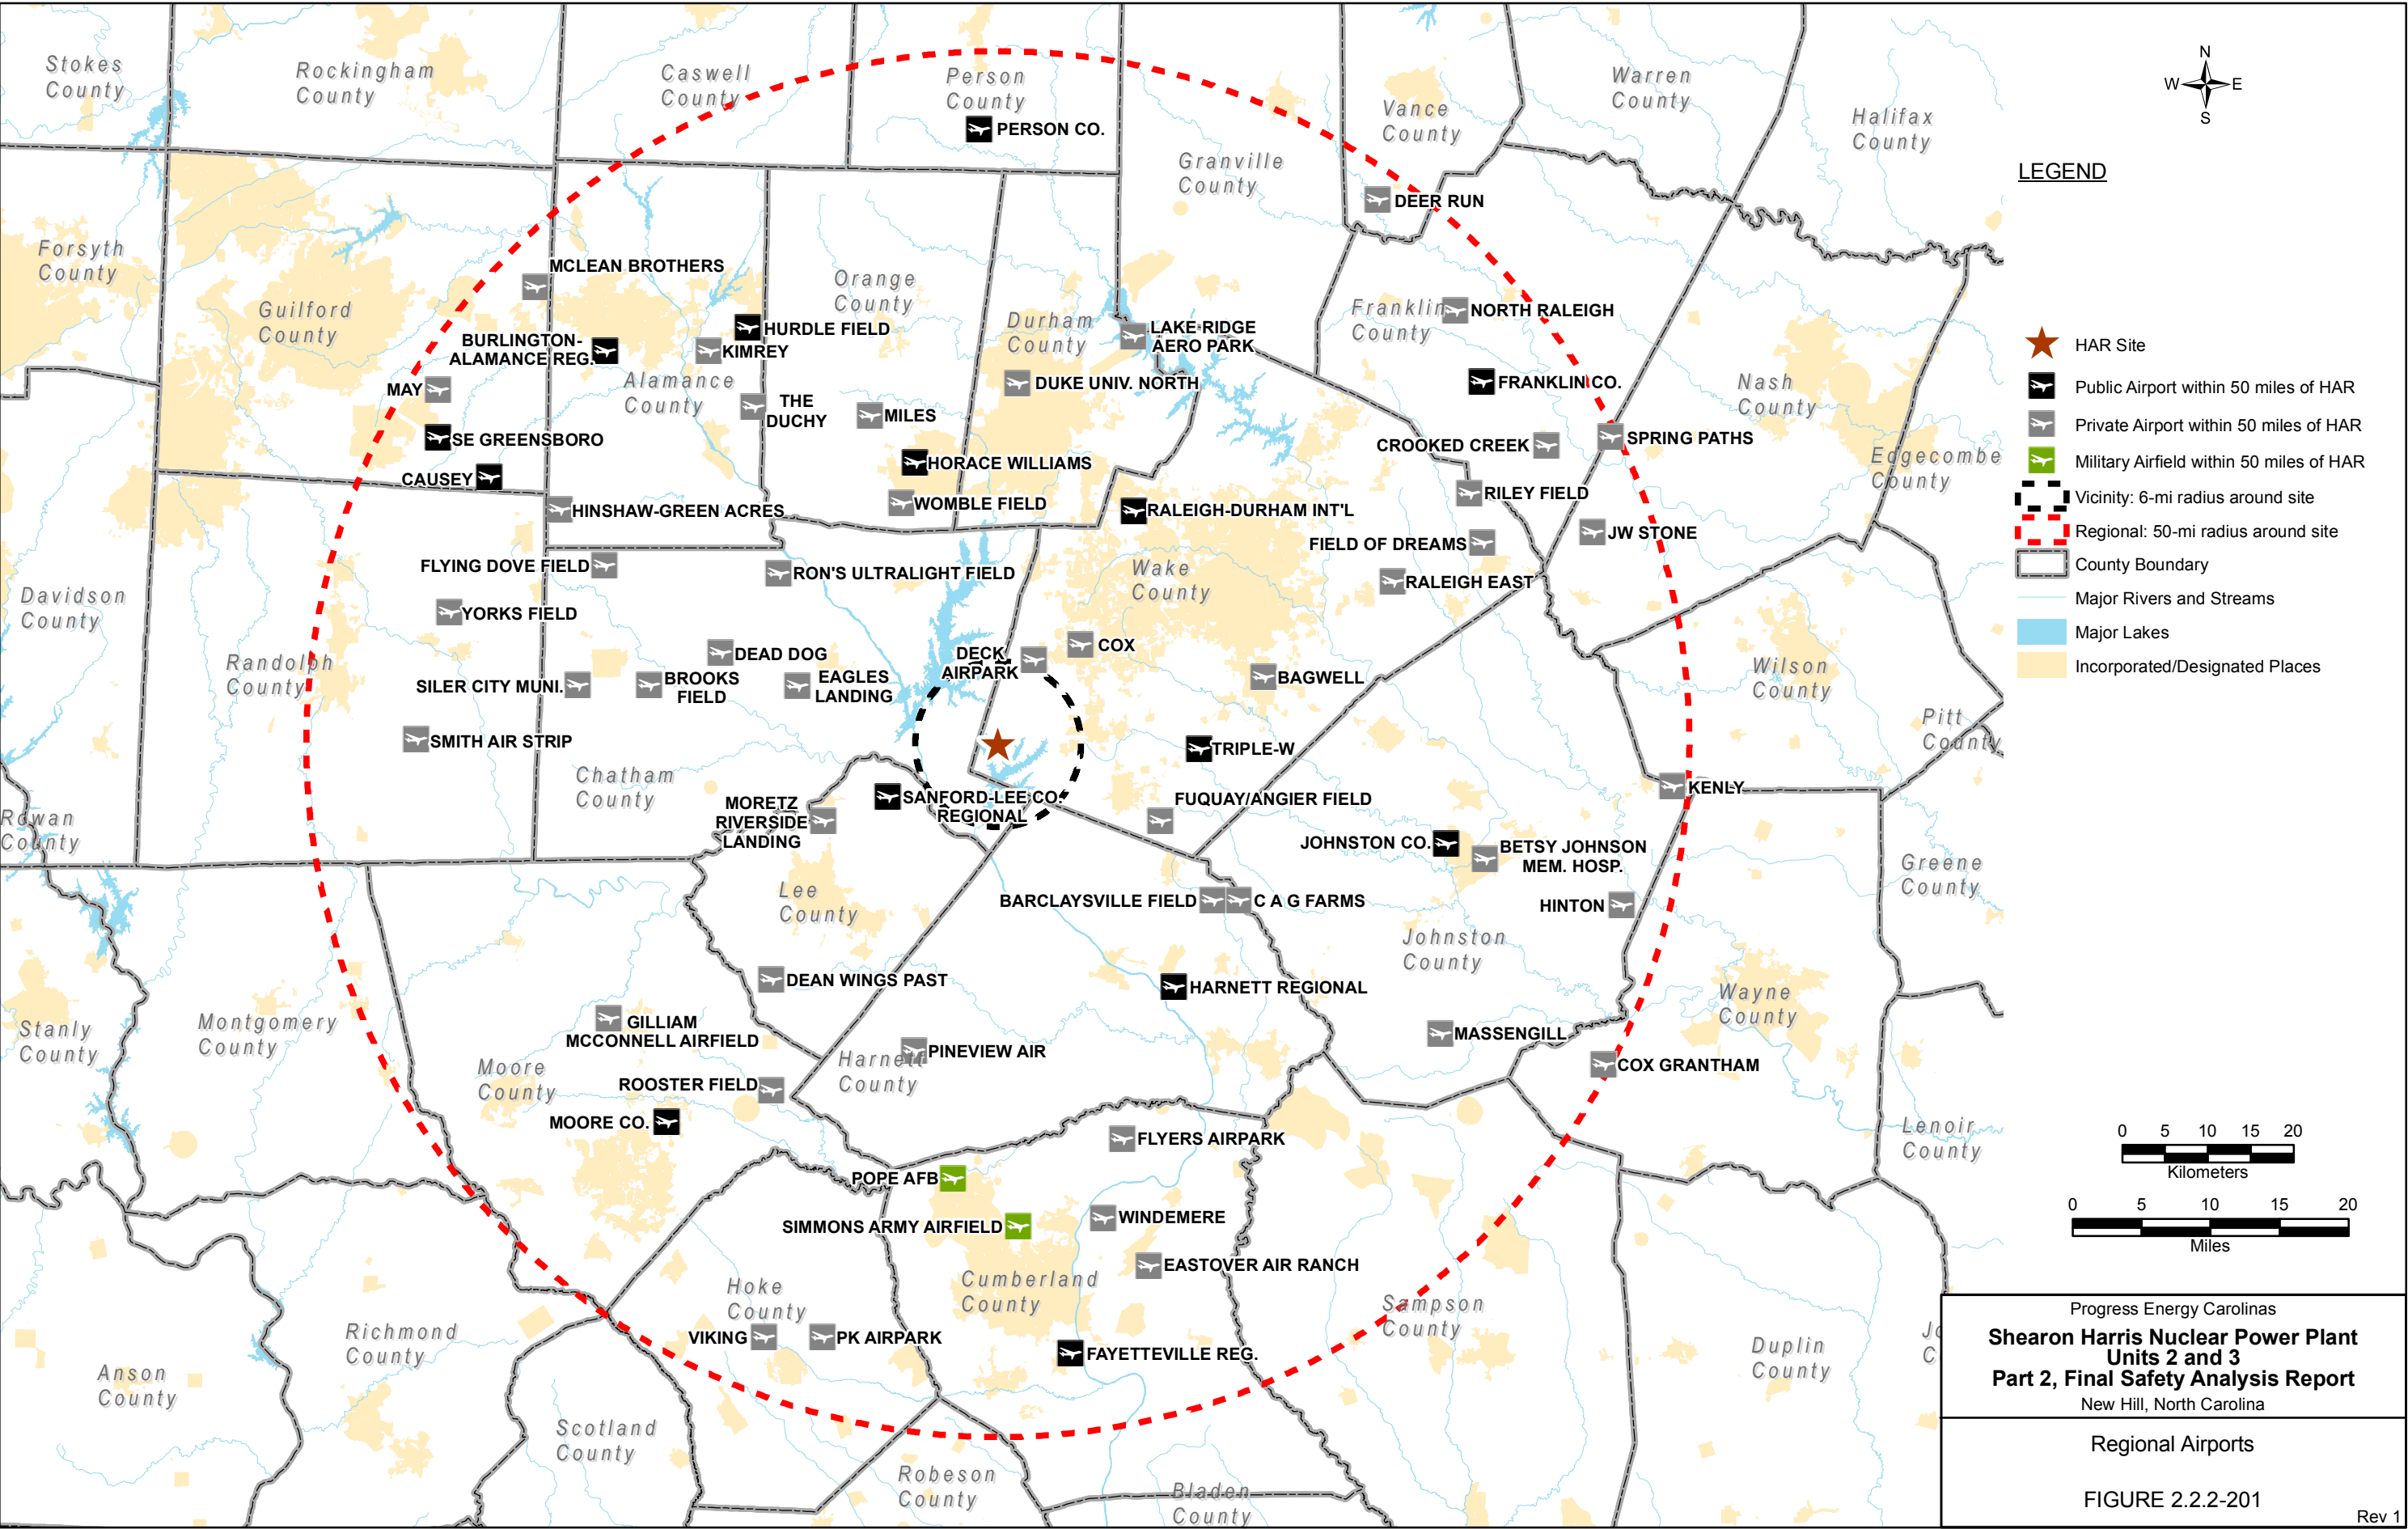 Stokes
County
Rockingham
County
Caswell
County
Person
County
PERSON CO.
Granville
County
Vance
County
Warren
County
Halifax
County
N
W
E
S
LEGEND
HAR Site
Public Airport within 50 miles of HAR
Private Airport within 50 miles of HAR
Military Airfield within 50 miles of HAR
Vicinity: 6-mi radius around site
Regional: 50-mi radius around site
County Boundary
Major Rivers and Streams
Major Lakes
Incorporated/Designated Places
DEER RUN
Forsyth
County
Guilford
County
MCLEAN BROTHERS
Orange
County
Durham
County
Franklin
County
NORTH RALEIGH
HURDLE FIELD
BURLINGTON-
ALAMANCE REG.
KIMREY
LAKE-RIDGE
AERO PARK
Alamance
County
MAY
THE
DUCHY
MILES
DUKE UNIV. NORTH
FRANKLIN CO.
Nash
County
SE GREENSBORO
CROOKED CREEK
SPRING PATHS
HORACE WILLIAMS
Edgecombe
County
CAUSEY
RILEY FIELD
HINSHAW-GREEN ACRES
WOMBLE FIELD
RALEIGH-DURHAM INT'L
JW STONE
FIELD OF DREAMS
FLYING DOVE FIELD
RON'S ULTRALIGHT FIELD
Wake
County
RALEIGH EAST
Davidson
County
YORKS FIELD
DEAD DOG
DECK
AIRPARK
COX
Randolph
County
SILER CITY MUNI.
BROOKS
FIELD
EAGLES
LANDING
BAGWELL
Wilson
County
Pitt
County
SMITH AIR STRIP
TRIPLE-W
Chatham
County
KENLY
MORETZ
RIVERSIDE
LANDING
SANFORD-LEE CO.
REGIONAL
FUQUAY/ANGIER FIELD
Rowan
County
JOHNSTON CO.
BETSY JOHNSON
MEM. HOSP.
Greene
County
Lee
County
BARCLAYSVILLE FIELD
C A G FARMS
HINTON
Johnston
County
DEAN WINGS PAST
HARNETT REGIONAL
Wayne
County
Stanly
County
Montgomery
County
GILLIAM
MCCONNELL AIRFIELD
MASSENGILL
Moore
County
Harnett
County
PINEVIEW AIR
COX GRANTHAM
ROOSTER FIELD
MOORE CO.
FLYERS AIRPARK
Lenoir
County
0 5 10 15 20
Kilometers
POPE AFB
0 5 10 15 20
Miles
SIMMONS ARMY AIRFIELD
WINDEMERE
EASTOVER AIR RANCH
Hoke
County
Cumberland
County
Sampson
County
VIKING
PK AIRPARK
FAYETTEVILLE REG.
Richmond
County
Anson
County
Duplin
County
Jo
C
Scotland
County
Robeson
County
Bladen
County
Progress Energy Carolinas
Shearon Harris Nuclear Power Plant
Units 2 and 3
Part 2, Final Safety Analysis Report
New Hill, North Carolina
Regional Airports
FIGURE 2.2.2-201
Rev 1